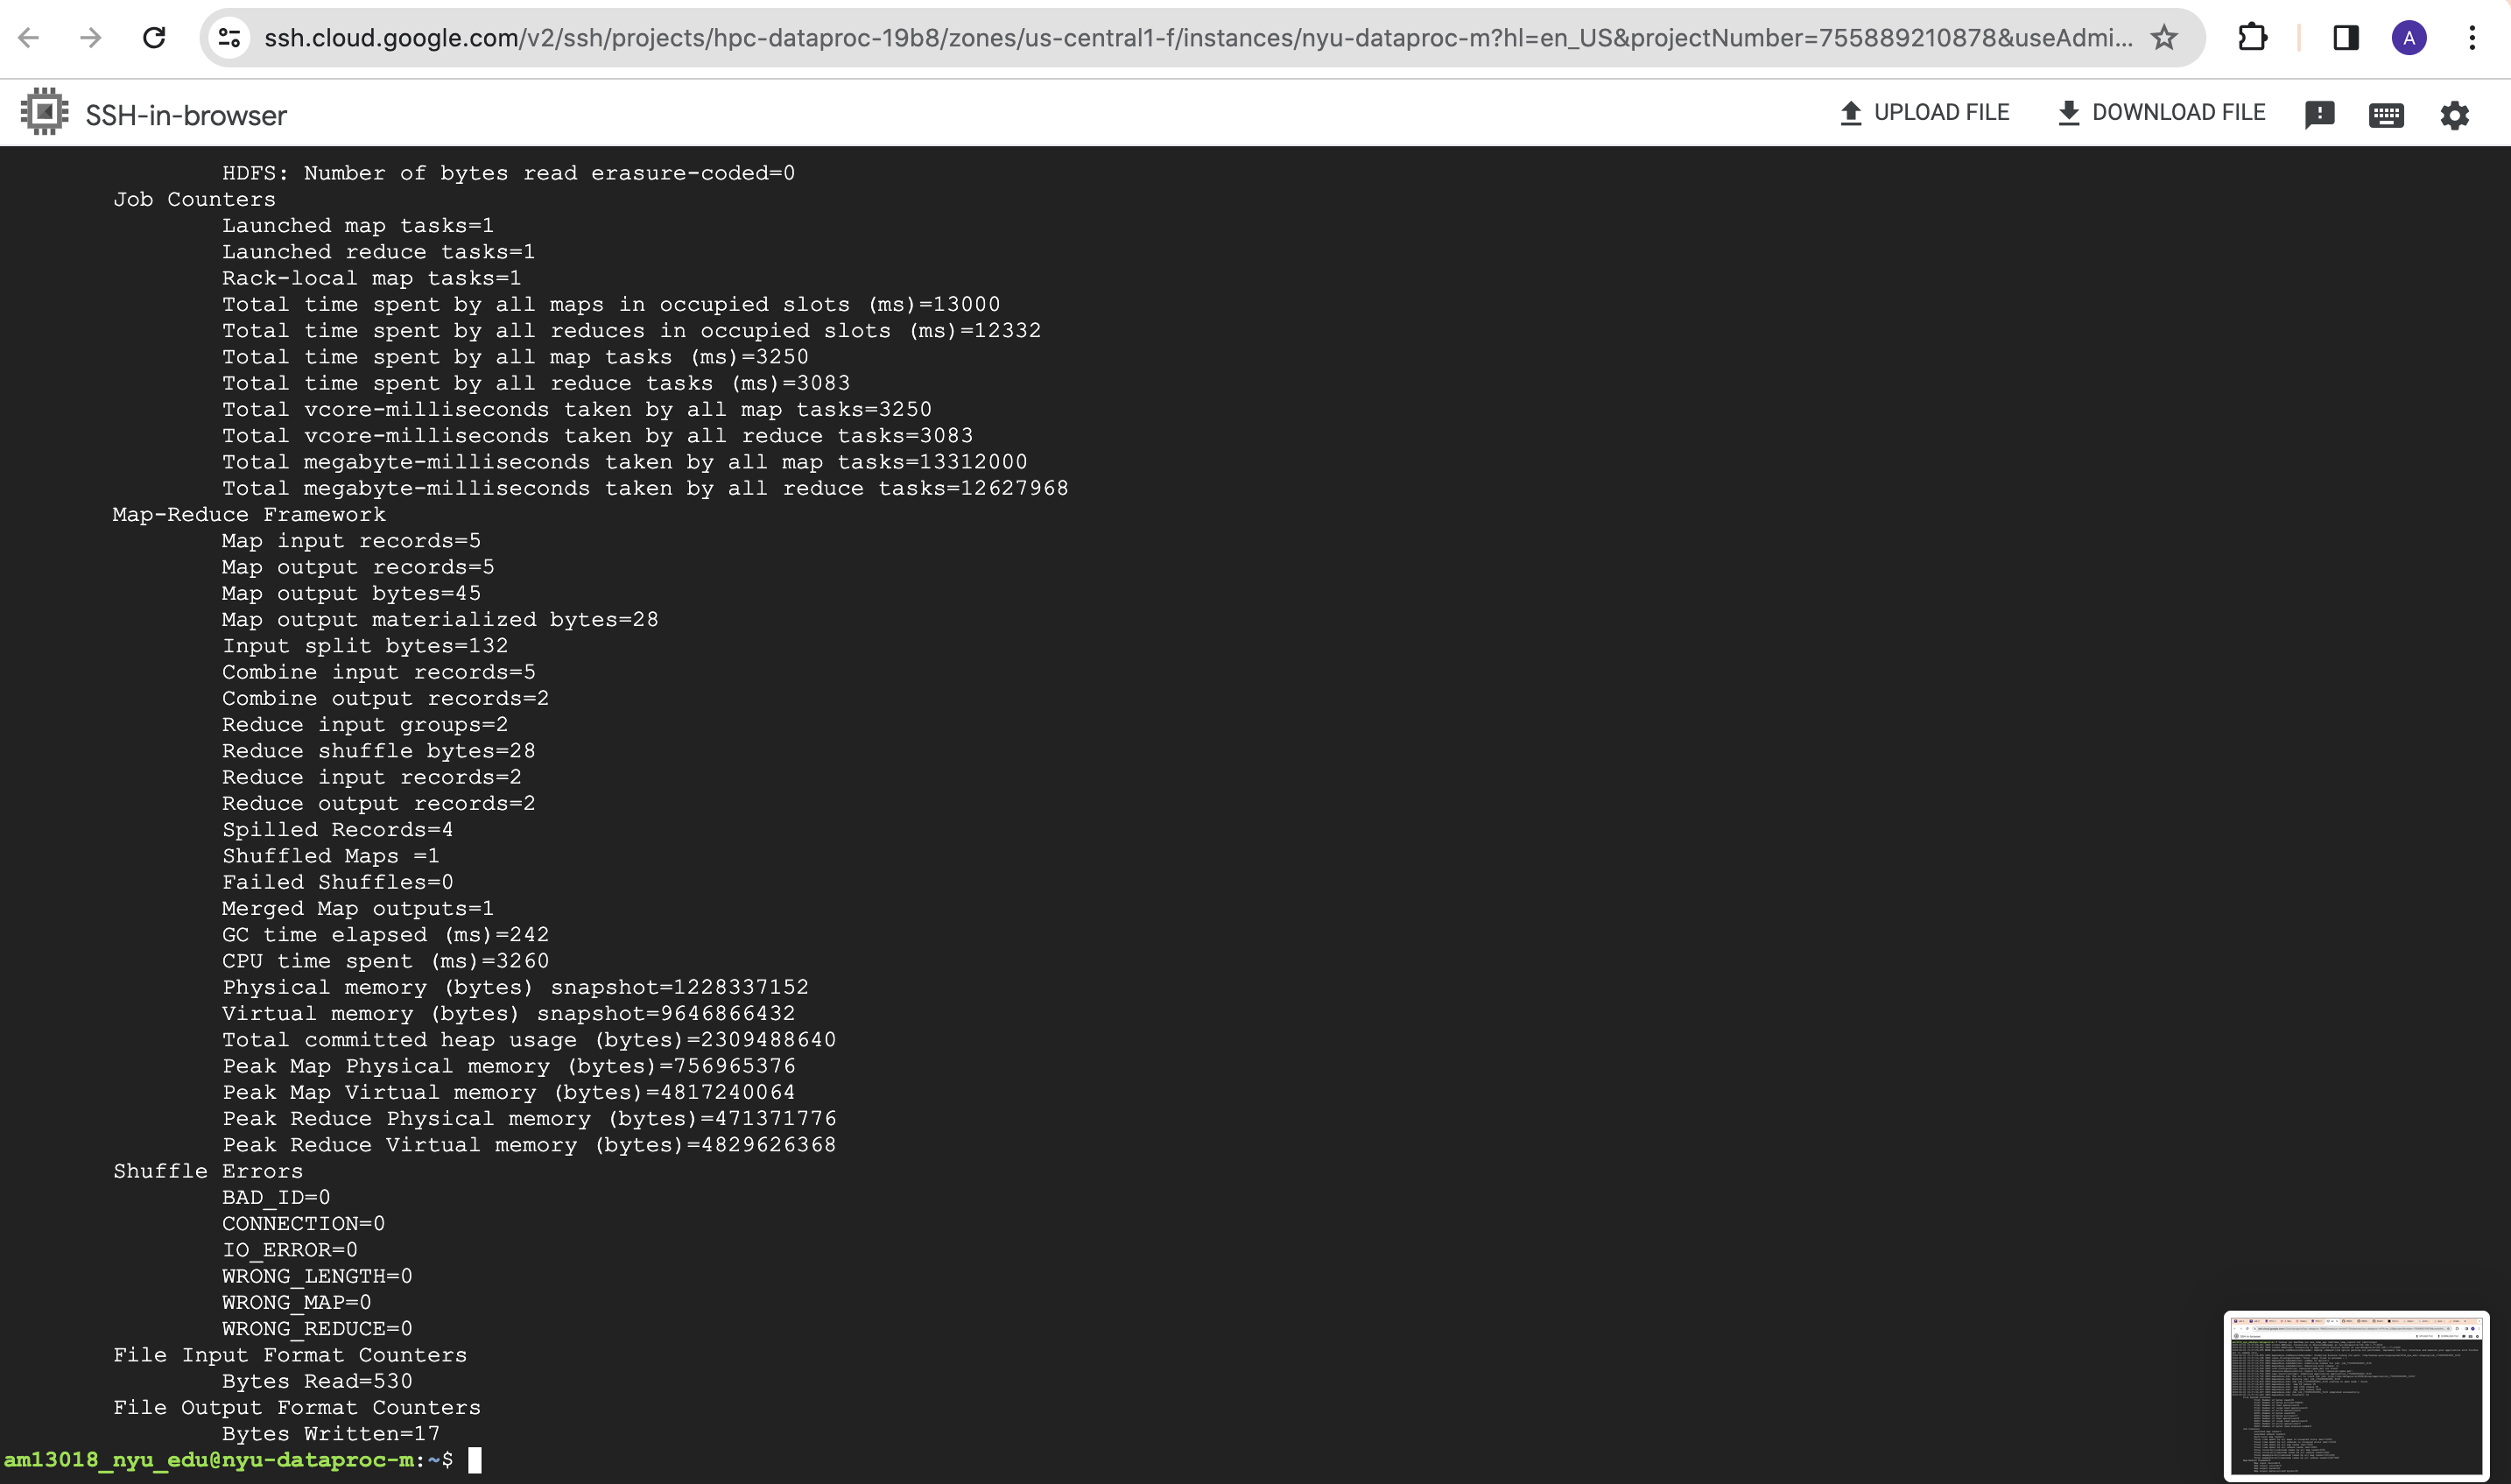 ssh.cloud.google.com/v2/ssh/projects/hpc-dataproc-19b8/zones/us-central1-f/instances/nyu-dataproc-m?hl=en_US&projectNumber=755889210878&useAdmi...
A
SSH-in-browser
UPLOAD FILE
DOWNLOAD FILE
HDFS: Number of bytes read erasure-coded=0
Job Counters
Launched map tasks=1
Launched reduce tasks=1
Rack-local map tasks=1
Total time spent by all maps in occupied slots (ms)=13000
Total time spent by all reduces in occupied slots (ms)=12332
Total time spent by all map tasks (ms)=3250
Total time spent by all reduce tasks (ms)=3083
Total vcore-milliseconds taken by all map tasks=3250
Total vcore-milliseconds taken by all reduce tasks=3083
Total megabyte-milliseconds taken by all map tasks=13312000
Total megabyte-milliseconds taken by all reduce tasks=12627968
Map-Reduce Framework
Map input records=5
Map output records=5
Map output bytes=45
Map output materialized bytes=28
Input split bytes=132
Combine input records=5
Combine output records=2
Reduce input groups=2
Reduce shuffle bytes=28
Reduce input records=2
Reduce output records=2
Spilled Records=4
Shuffled Maps =1
Failed Shuffles=0
Merged Map outputs=1
GC time elapsed (ms)=242
CPU time spent (ms)=3260
Physical memory (bytes) snapshot=1228337152
Virtual memory (bytes) snapshot=9646866432
Total committed heap usage (bytes)=2309488640
Peak Map Physical memory (bytes)=756965376
Peak Map Virtual memory (bytes)=4817240064
Peak Reduce Physical memory (bytes)=471371776
Peak Reduce Virtual memory (bytes)=4829626368
Shuffle Errors
BAD_ID=0
CONNECTION=0
IO_ERROR=0
WRONG_LENGTH=0
WRONG_MAP=0
WRONG_REDUCE=0
File Input Format Counters
Bytes Read=530
File Output Format Counters
Bytes Written=17
am13018_nyu_edu@nyu-dataproc-m:~$